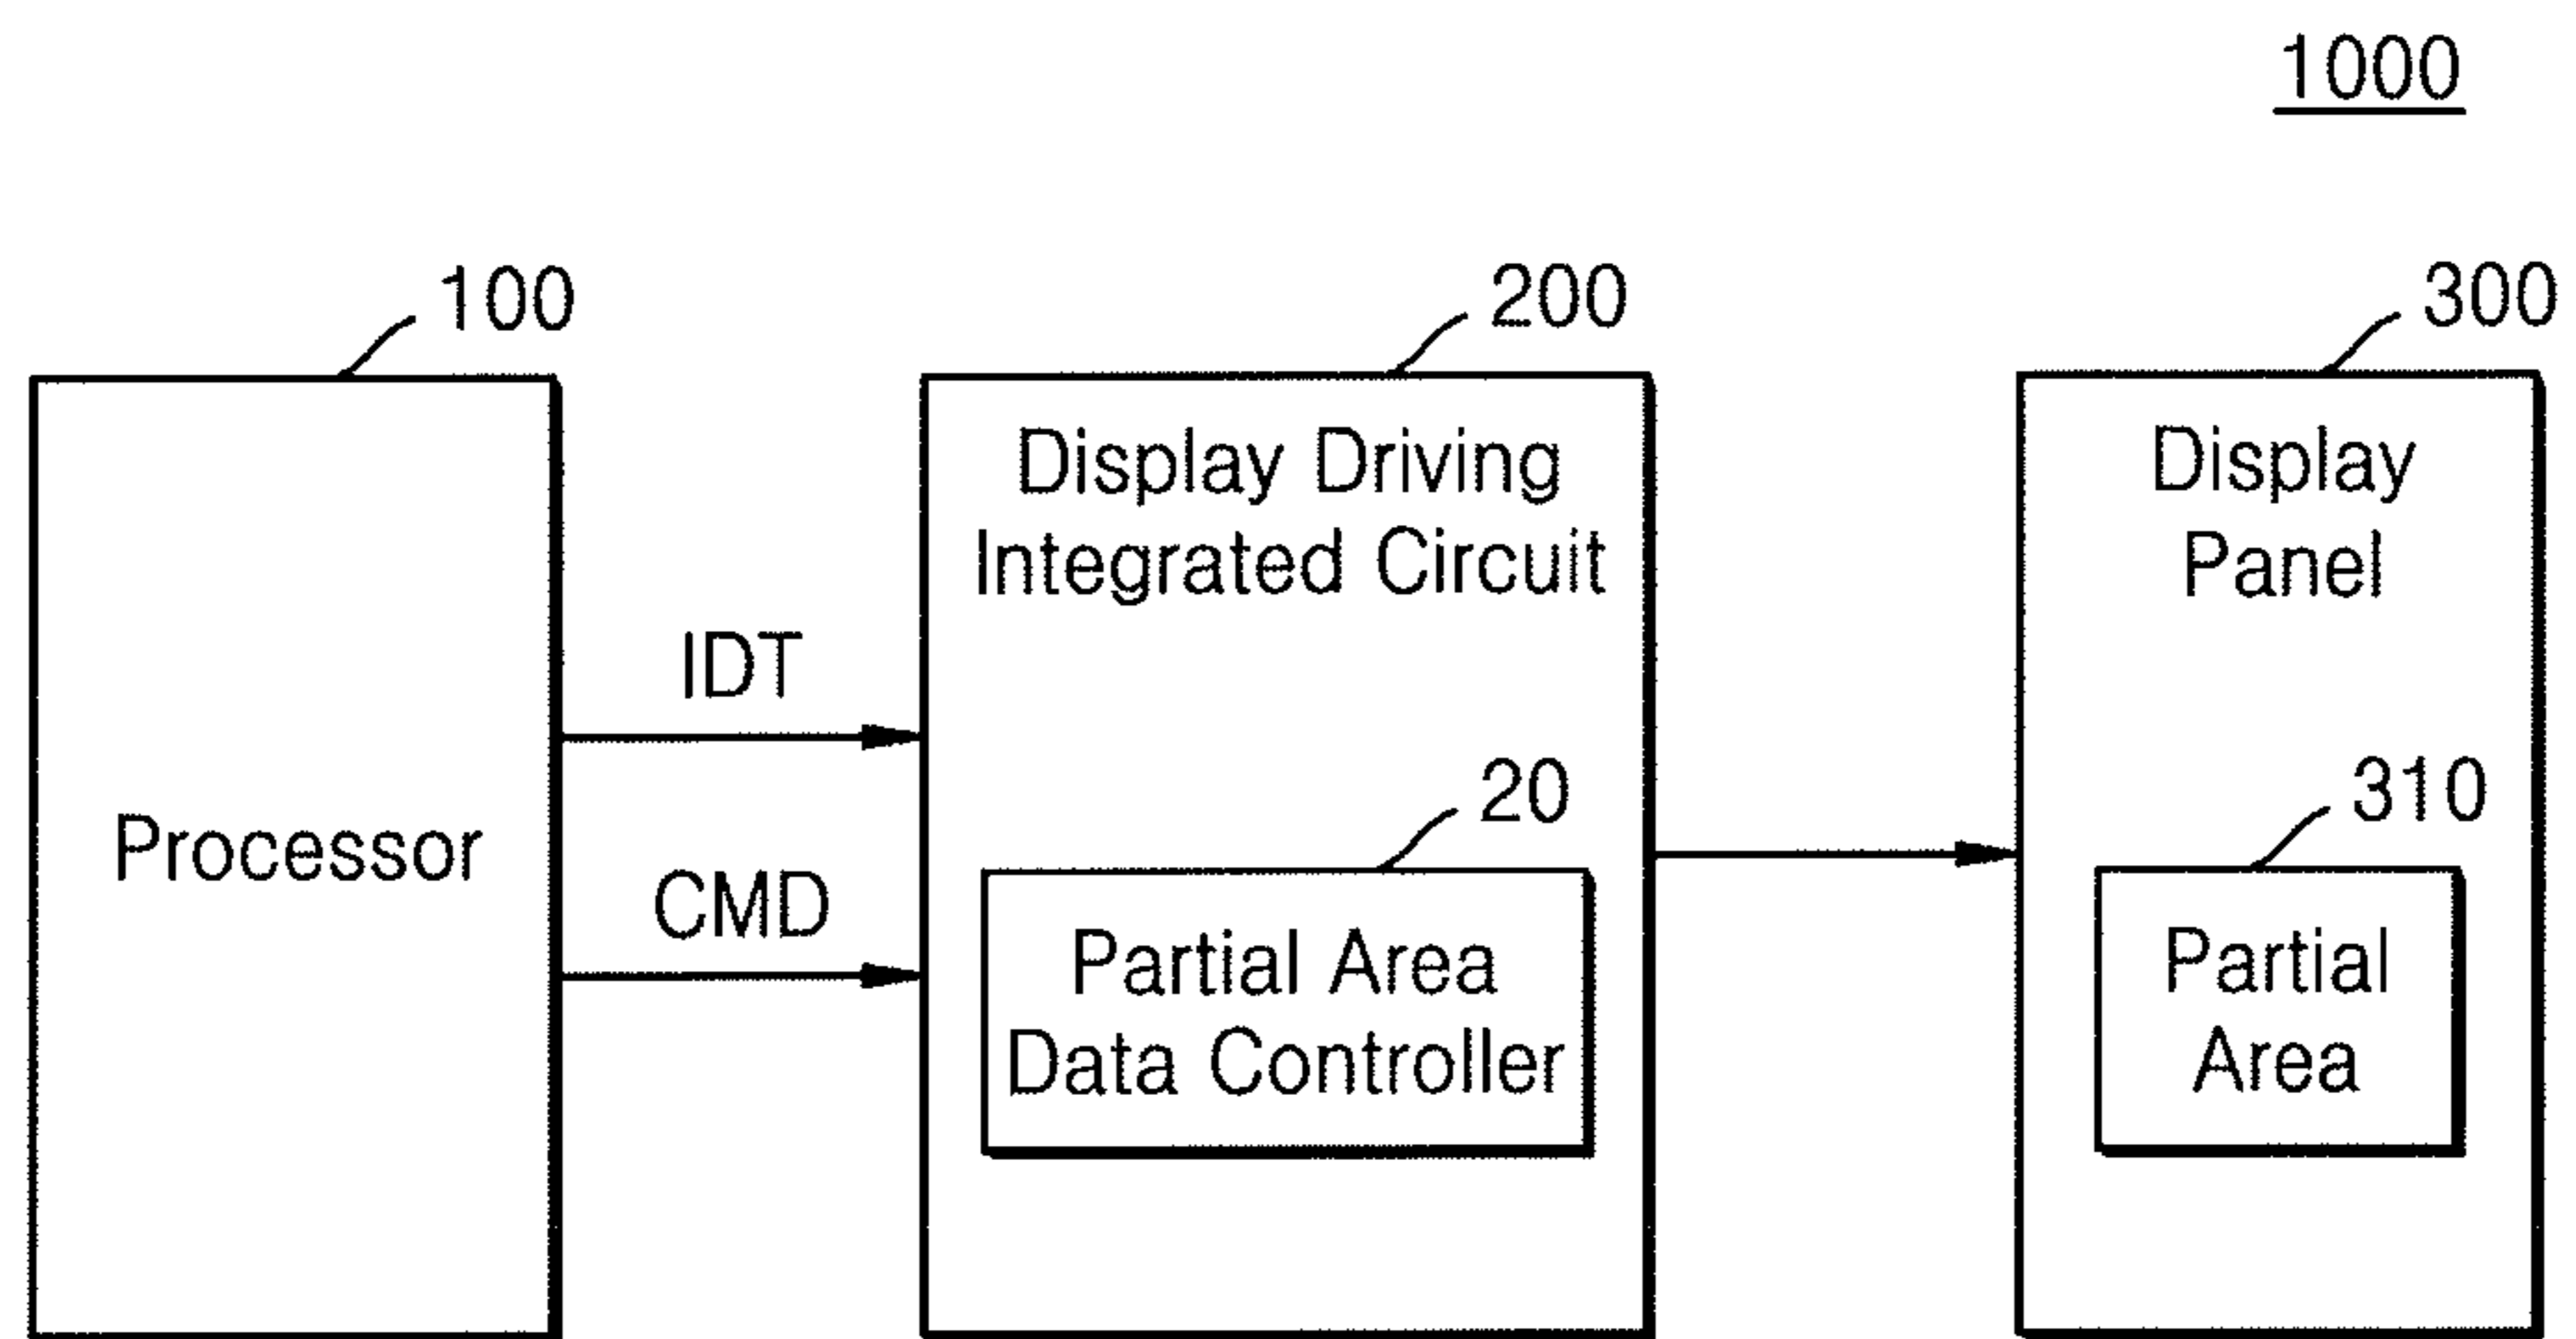 1000
100
200
300
Processor
IDT
CMD
Display Driving
Integrated Circuit
20
Partial Area
Data Controller
Display
Panel
310
Partial
Area